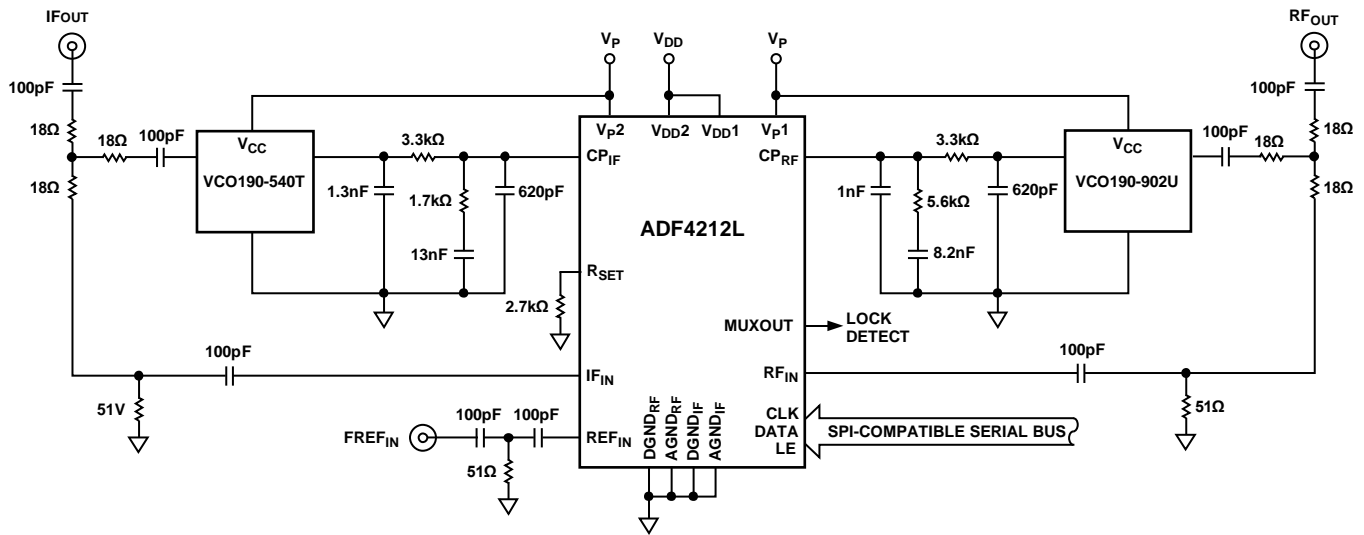 IFOUT
RFOUT
VP
VDD
VP
100pF
100pF
18Ω
18Ω
100pF
VCC
VCO190-540T
3.3kΩ
VP2
VDD2
VDD1
VP1
CPIF
CPRF
3.3kΩ
VCC
VCO190-902U
100pF
18Ω
18Ω
18Ω
18Ω
1.3nF
1.7kΩ
620pF
13nF
1nF
5.6kΩ
620pF
8.2nF
ADF4212L
RSET
2.7kΩ
MUXOUT
LOCK
DETECT
100pF
IFIN
RFIN
100pF
51V
51Ω
FREFIN
100pF
100pF
REFIN
51Ω
DGNDRF
AGNDRF
DGNDIF
AGNDIF
CLK
DATA
LE
SPI-COMPATIBLE SERIAL BUS